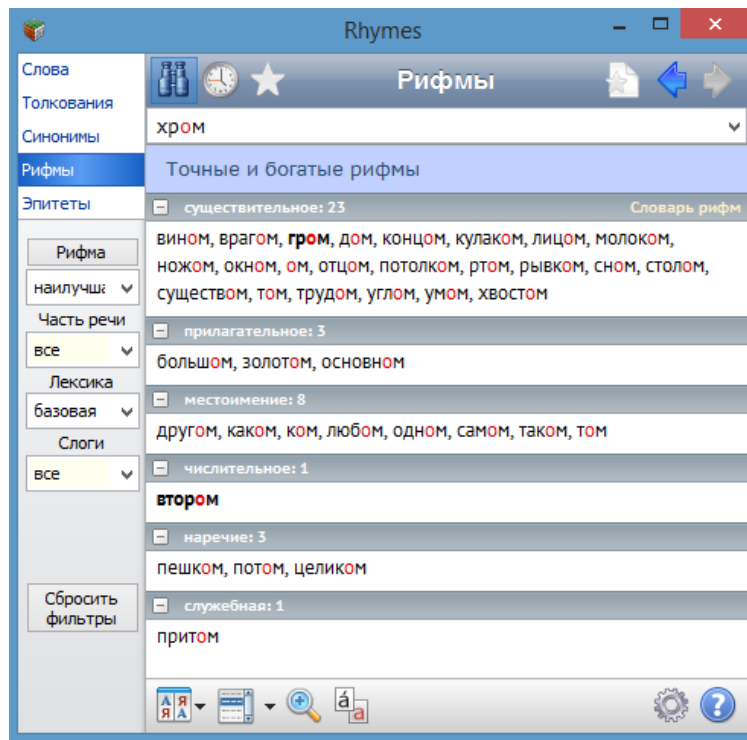 Rhymes
Слова
Толкования
Синонимы
Рифмы
Эпитеты
Рифма
наилучш
Часть речи
все
Лексика
базовая
Слоги
все
Сбросить
фильтры
Рифмы
хром
Точные и богатые рифмы
существительное: 23 Словарь рифм
вином, врагом, гром, дом, концом, кулаком, лицом, молоком,
ножом, окном, ом, отцом, потолком, ртом, рывком, сном, столом,
существом, том, трудом, углом, умом, хвостом
прилагательное: 3
большом, золотом, основном
местоимение: 8
другом, каком, ком, любом, одном, самом, таком, том
числительное: 1
втором
наречие: 3
пешком, потом, целиком
служебная: 1
притом
А Я
Я А
á
a
?